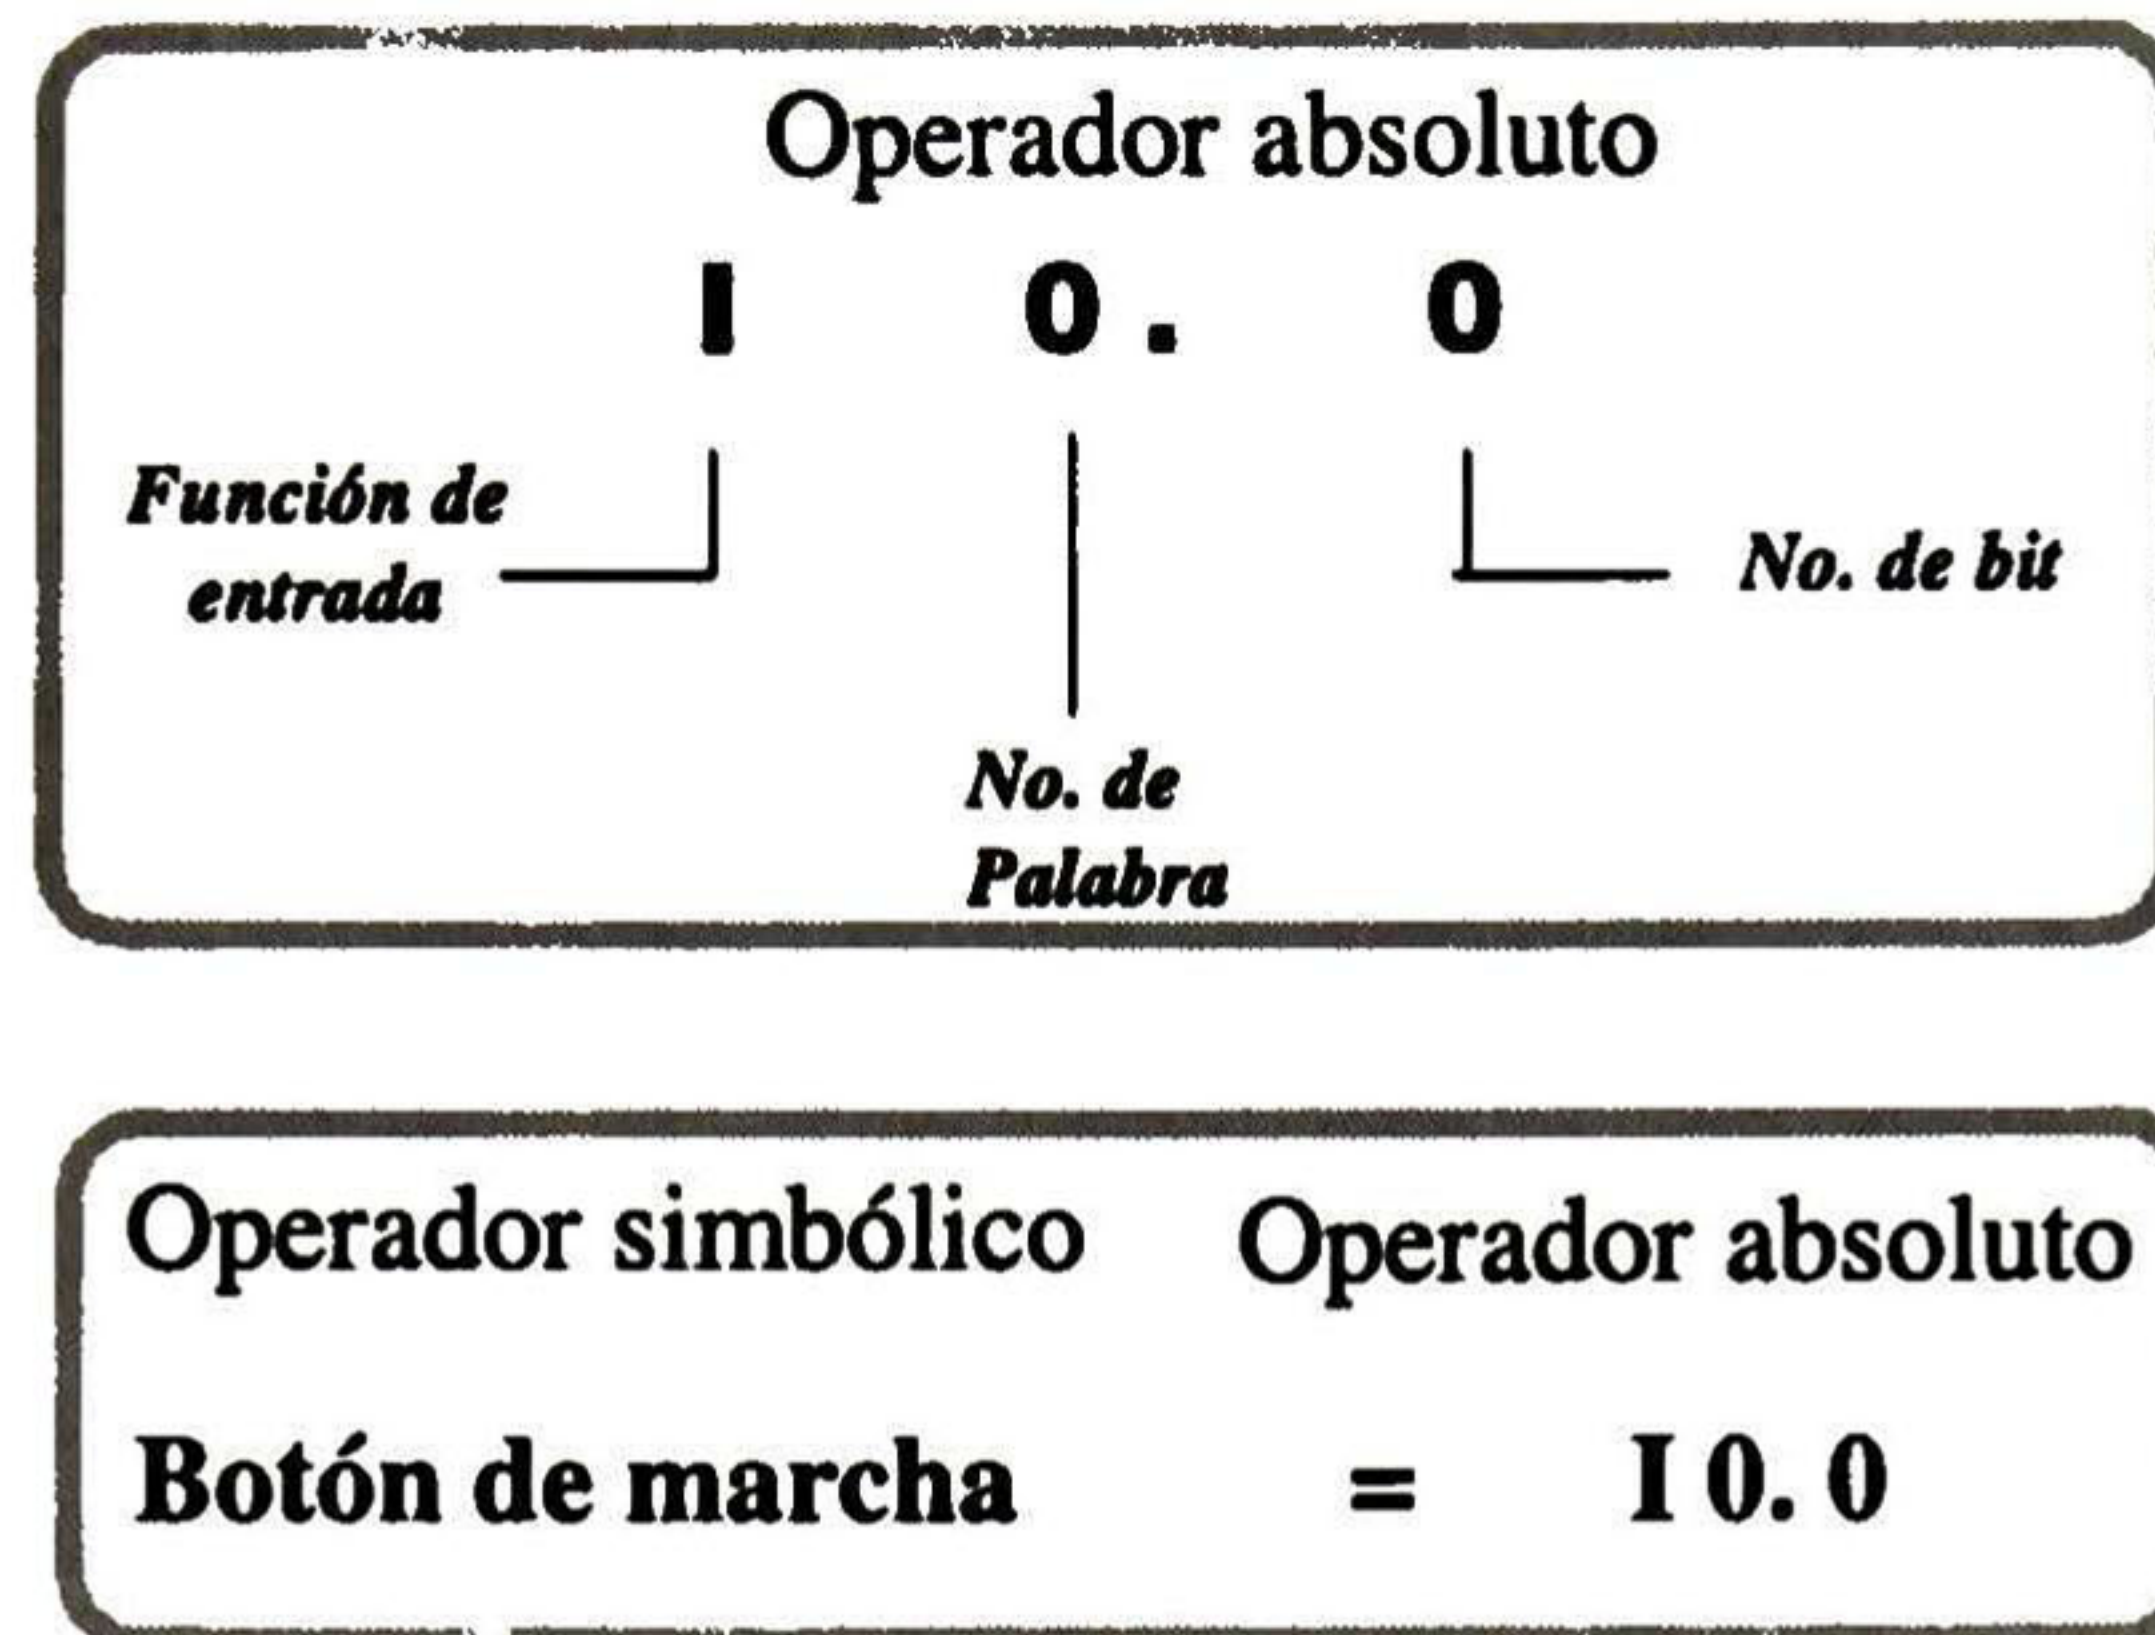 Operador absoluto
I 0. 0
Función de
entrada
No. de bit
No. de
Palabra
Operador simbólico Operador absoluto
Botón de marcha = I 0. 0